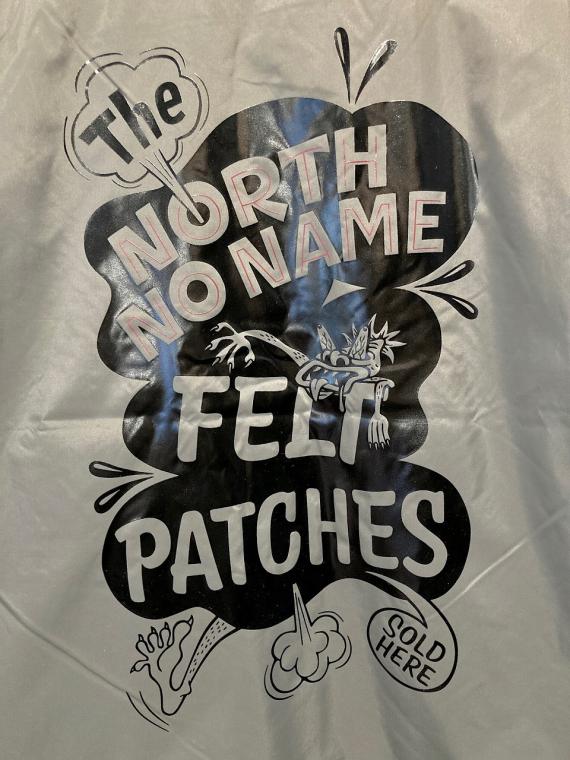 The
NORTH
NO NAME
FELT
PATCHES
SOLD
HERE